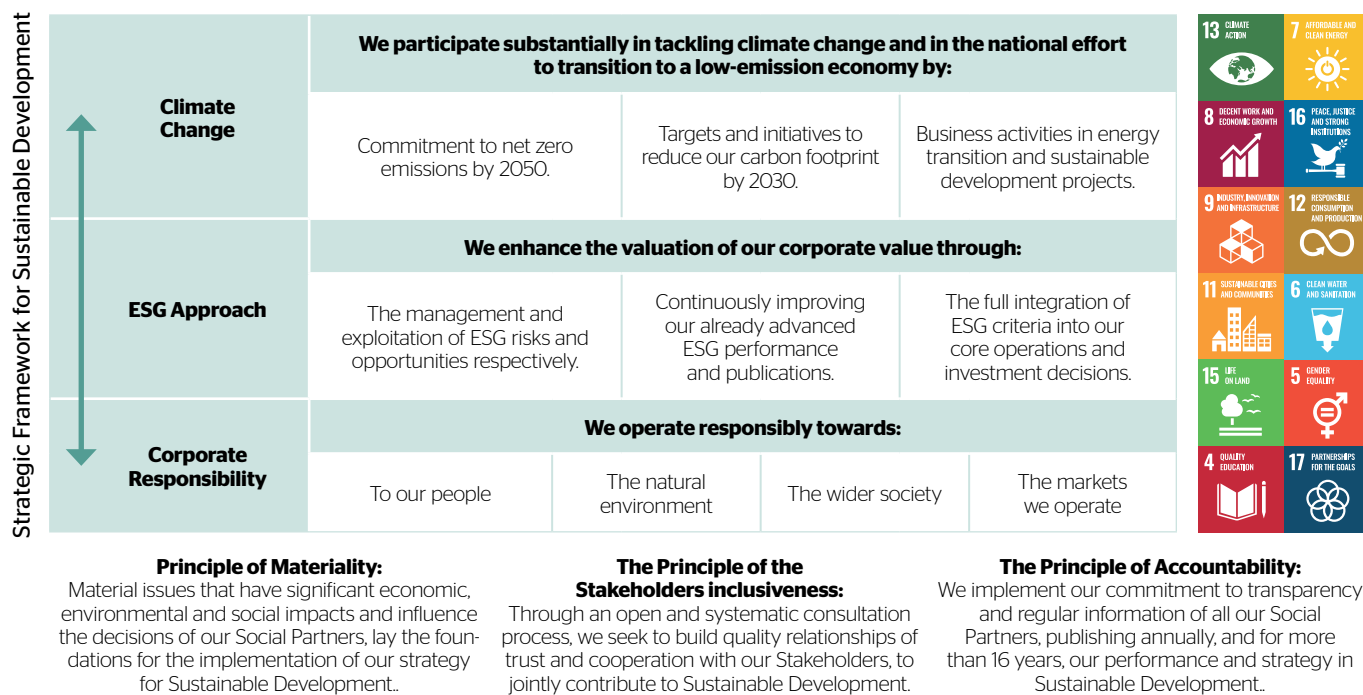 Strategic Framework for Sustainable Development
Climate
Change
We participate substantially in tackling climate change and in the national effort
to transition to a low-emission economy by:
Commitment to net zero
emissions by 2050.
Targets and initiatives to
reduce our carbon footprint
by 2030.
Business activities in energy
transition and sustainable
development projects.
ESG Approach
We enhance the valuation of our corporate value through:
The management and
exploitation of ESG risks and
opportunities respectively.
Continuously improving
our already advanced
ESG performance
and publications.
The full integration of
ESG criteria into our
core operations and
investment decisions.
Corporate
Responsibility
We operate responsibly towards:
To our people
The natural
environment
The wider society
The markets
we operate
13 CLIMATE
ACTION
7 AFFORDABLE AND
CLEAN ENERGY
8 DECENT WORK AND
ECONOMIC GROWTH
16 PEACE, JUSTICE
AND STRONG
INSTITUTIONS
9 INDUSTRY, INNOVATION
AND INFRASTRUCTURE
12 RESPONSIBLE
CONSUMPTION
AND PRODUCTION
11 SUSTAINABLE CITIES
AND COMMUNITIES
6 CLEAN WATER
AND SANITATION
15 LIFE
ON LAND
5 GENDER
EQUALITY
4 QUALITY
EDUCATION
17 PARTNERSHIPS
FOR THE GOALS
Principle of Materiality:
Material issues that have significant economic,
environmental and social impacts and influence
the decisions of our Social Partners, lay the foun-
dations for the implementation of our strategy
for Sustainable Development..
The Principle of the
Stakeholders inclusiveness:
Through an open and systematic consultation
process, we seek to build quality relationships of
trust and cooperation with our Stakeholders, to
jointly contribute to Sustainable Development.
The Principle of Accountability:
We implement our commitment to transparency
and regular information of all our Social
Partners, publishing annually, and for more
than 16 years, our performance and strategy in
Sustainable Development..